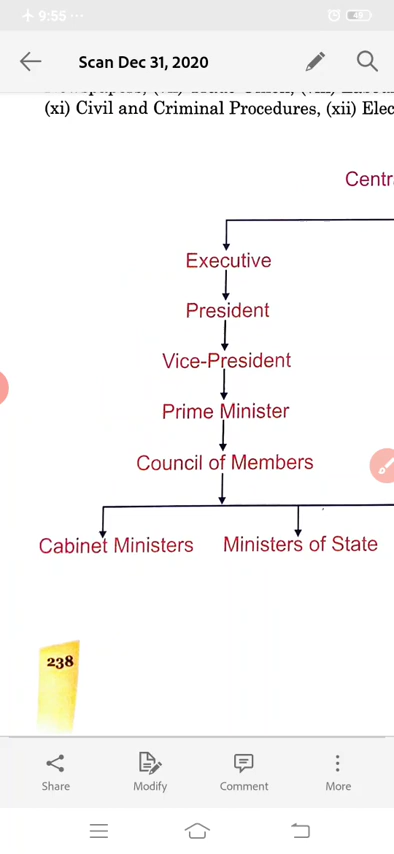 9:55 ...
49
Scan Dec 31, 2020
(xi) Civil and Criminal Procedures, (xii) Elec
Centr
Executive
President
Vice-President
Prime Minister
Council of Members
Cabinet Ministers Ministers of State
238
Share Modify Comment More